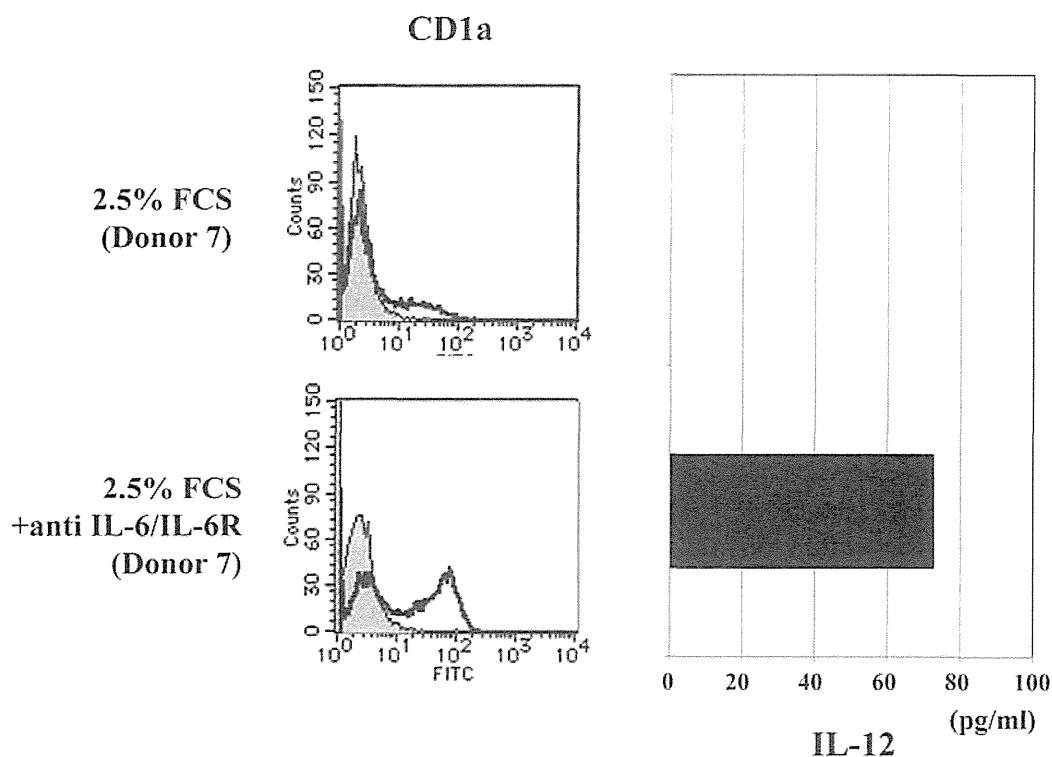 CD1a
2.5% FCS
(Donor 7)
Counts
150
120
90
60
30
0
10^0 10^1 10^2 10^3 10^4
2.5% FCS
+anti IL-6/IL-6R
(Donor 7)
Counts
150
120
90
60
30
0
10^0 10^1 10^2 10^3 10^4
FITC
0 20 40 60 80 100
(pg/ml)
IL-12